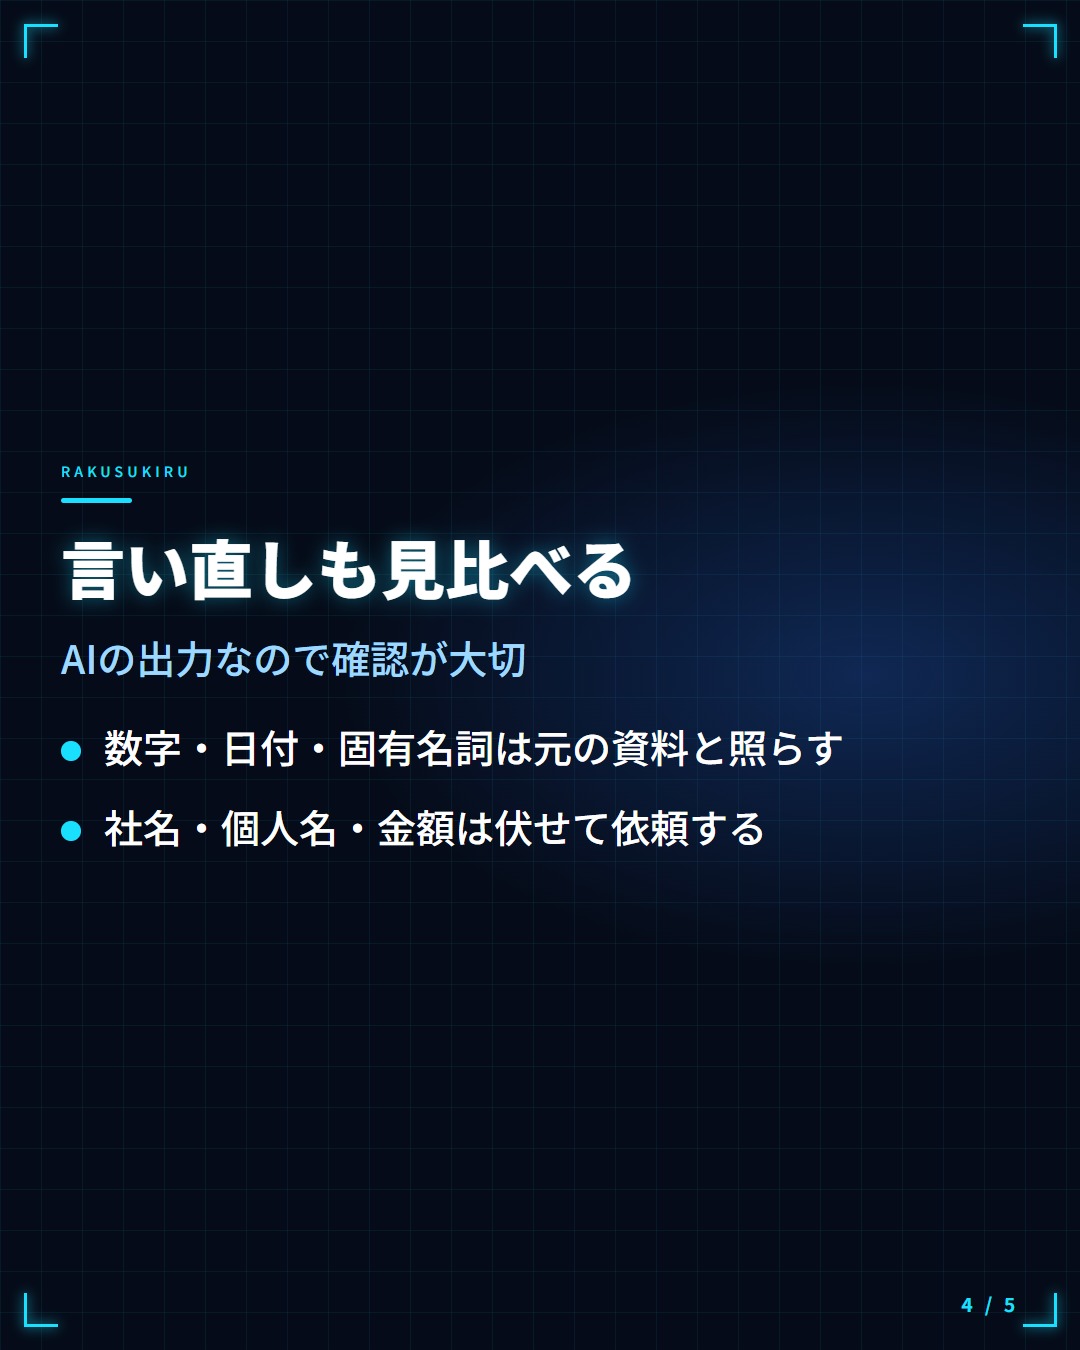 RAKUSUKIRU
言い直しも見比べる
AIの出力なので確認が大切
数字・日付・固有名詞は元の資料と照らす
社名・個人名・金額は伏せて依頼する
4 / 5